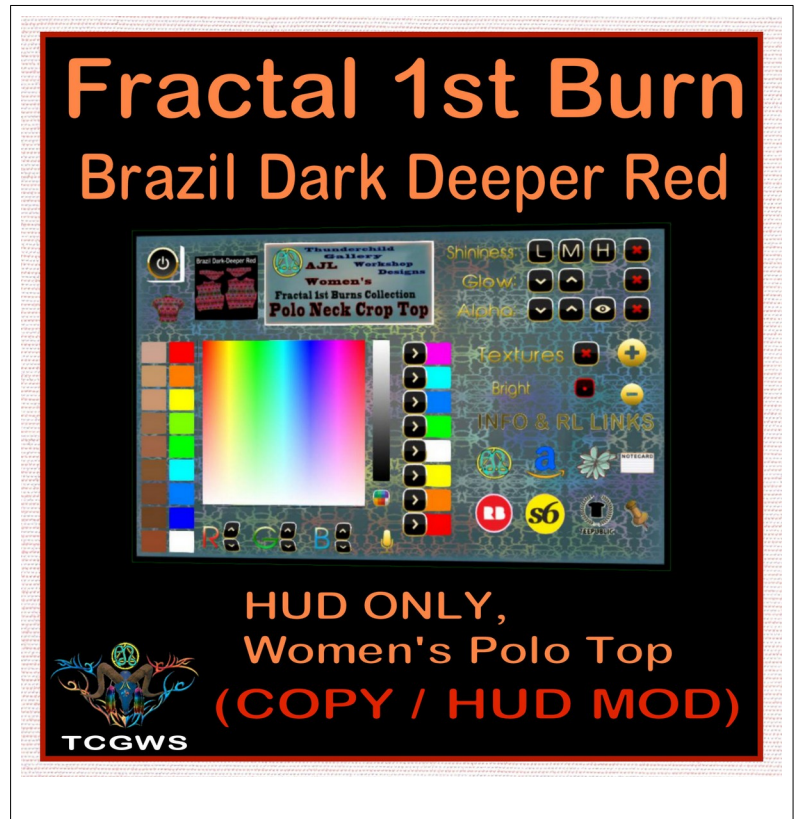 Fractal 1st Burn
Brazil Dark Deeper Red
Brazil Dark-Deeper Red
Thunderchild
Gallery
AJL Workshop
Designs
Women's
Fractal 1st Burns Collection
Polo Neck Crop Top
Shininess L M H
Glow
Alpha
Textures
Bright
INFO & RL LINKS
NOTECARD
RB
s6
R G B
HUD ONLY,
Women's Polo Top
(COPY / HUD MOD)
TCGWS